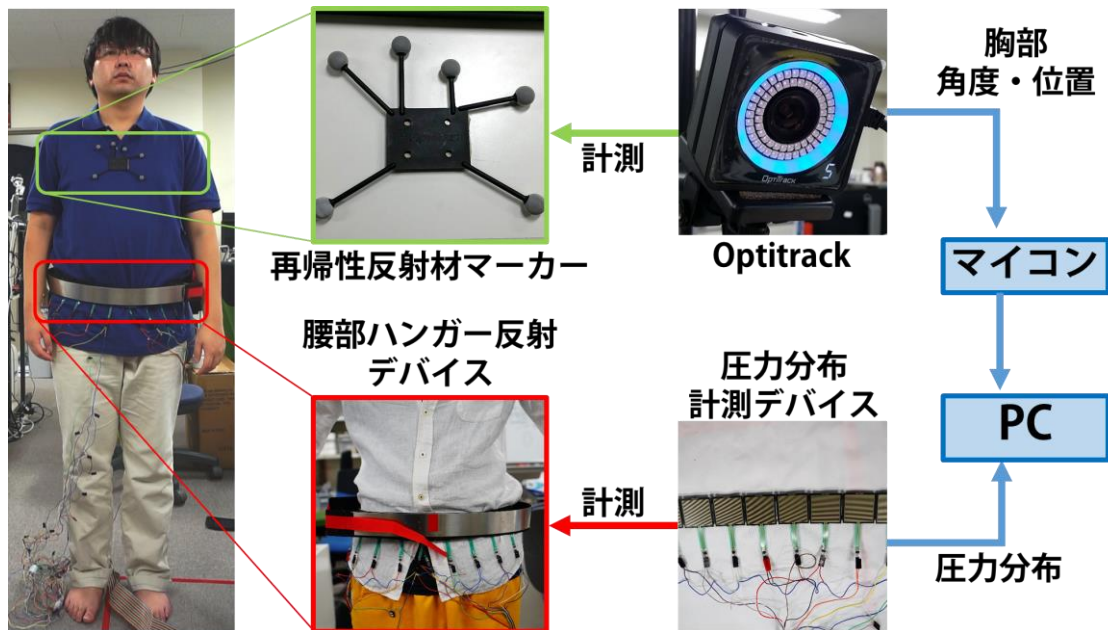 胸部
角度・位置
計測
OptiTrack
5
再帰性反射材マーカー
Optitrack
マイコン
腰部ハンガー反射
デバイス
圧力分布
計測デバイス
PC
計測
圧力分布